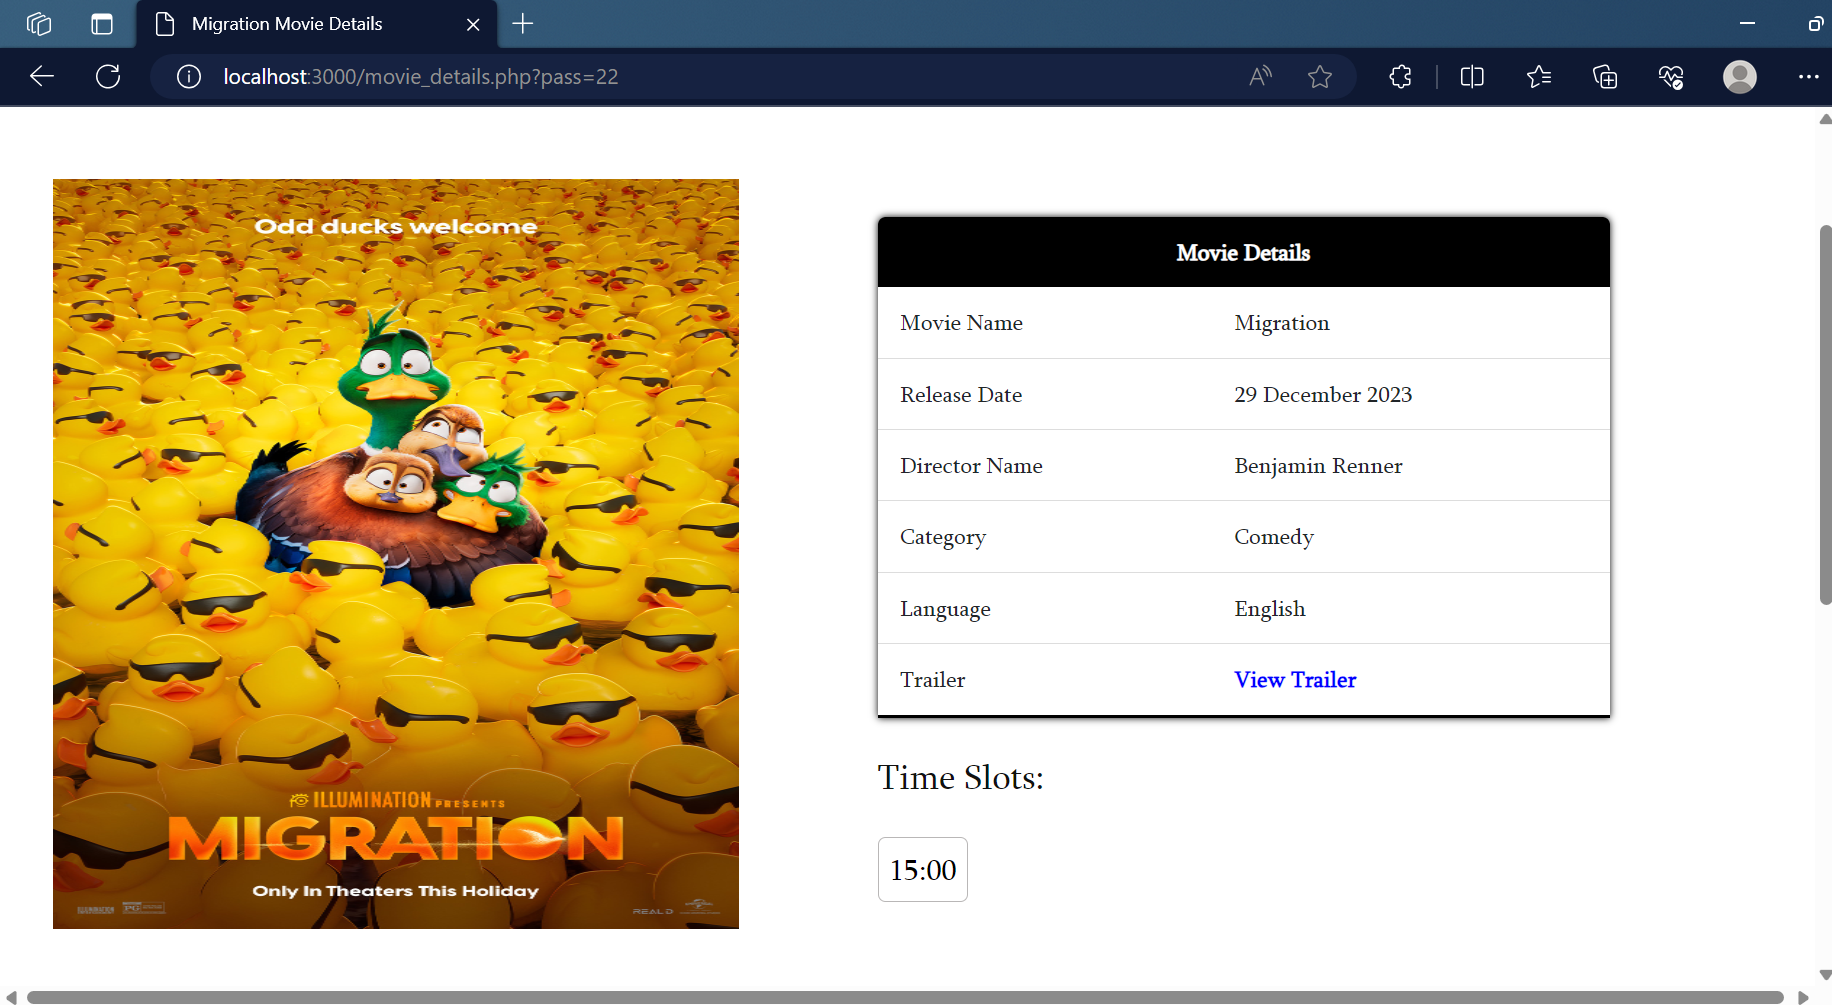 Migration Movie Details
localhost:3000/movie_details.php?pass=22
Odd ducks welcome
ILLUMINATION PRESENTS
MIGRATION
Only In Theaters This Holiday
PG
REAL D
Movie Details
Movie Name Migration
Release Date 29 December 2023
Director Name Benjamin Renner
Category Comedy
Language English
Trailer View Trailer
Time Slots:
15:00